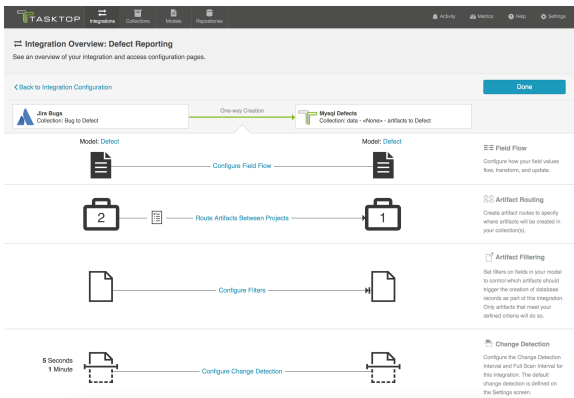 TASKTOP
Integrations
Collections
Models
Repositories
Activity
Metrics
Help
Settings
Integration Overview: Defect Reporting
See an overview of your integration and access configuration pages.
Back to Integration Configuration
Done
Jira Bugs
Collection: Bug to Defect
One-way Creation
Mysql Defects
Collection: data - <None> - artifacts to Defect
Model: Defect
Model: Defect
Configure Field Flow
Field Flow
Configure how your field values
flow, transform, and update.
2
Route Artifacts Between Projects
1
Artifact Routing
Create artifact routes to specify
where artifacts will be created in
your collection(s).
Configure Filters
Artifact Filtering
Set filters on fields in your model
to control which artifacts should
trigger the creation of database
records as part of this integration.
Only artifacts that meet your
defined criteria will do so.
5 Seconds
1 Minute
Configure Change Detection
Change Detection
Configure the Change Detection
Interval and Full Scan Interval for
this integration. The default
change detection is defined on
the Settings screen.